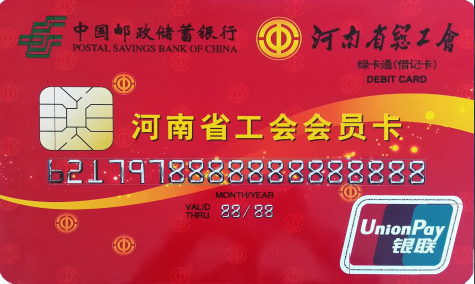 中国邮政储蓄银行
POSTAL SAVINGS BANK OF CHINA
河南省總工會
绿卡通(借记卡)
DEBIT CARD
河南省工会会员卡
6217978888888888888
MONTH/YEAR
VALID THRU 88/88
UnionPay
银联